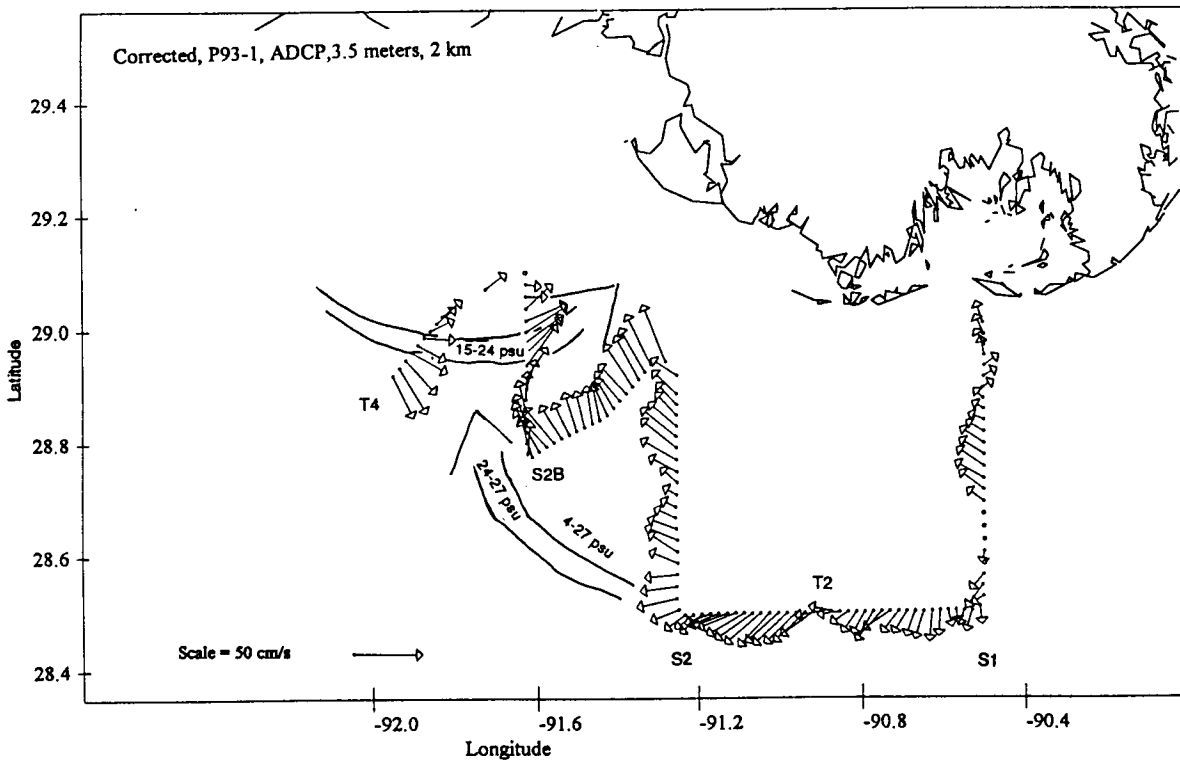 Corrected, P93-1, ADCP,3.5 meters, 2 km
29.4
29.2
29.0
28.8
28.6
28.4
Latitude
15-24 psu
T4
S2B
24-27 psu
4-27 psu
T2
Scale = 50 cm/s
S2
S1
-92.0
-91.6
-91.2
-90.8
-90.4
Longitude